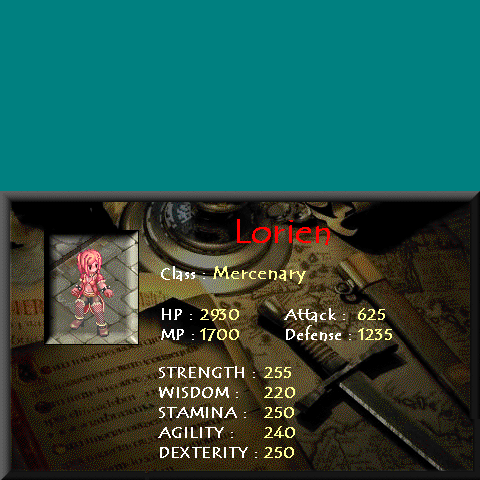 Lorien
Class : Mercenary
HP : 2930 Attack : 625
MP : 1700 Defense : 1235
STRENGTH : 255
WISDOM : 220
STAMINA : 250
AGILITY : 240
DEXTERITY : 250